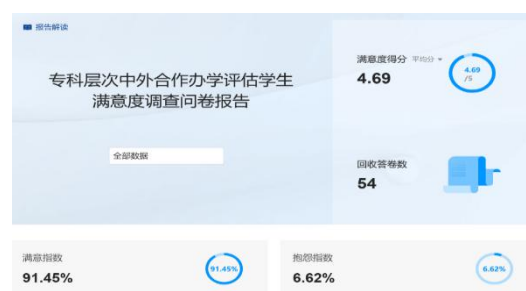 报告解读
专科层次中外合作办学评估学生
满意度调查问卷报告
全部数据
满意度得分 平均分
4.69
4.69
/5
回收答卷数
54
满意指数
91.45%
91.45%
抱怨指数
6.62%
6.62%